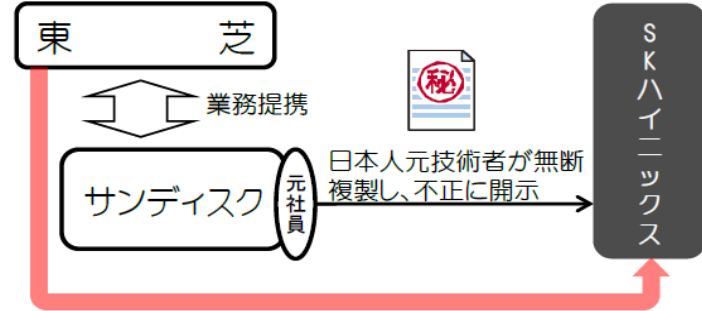 東 芝
業務提携
サンディスク
元社員
秘
日本人元技術者が無断
複製し、不正に開示
SKハイニックス